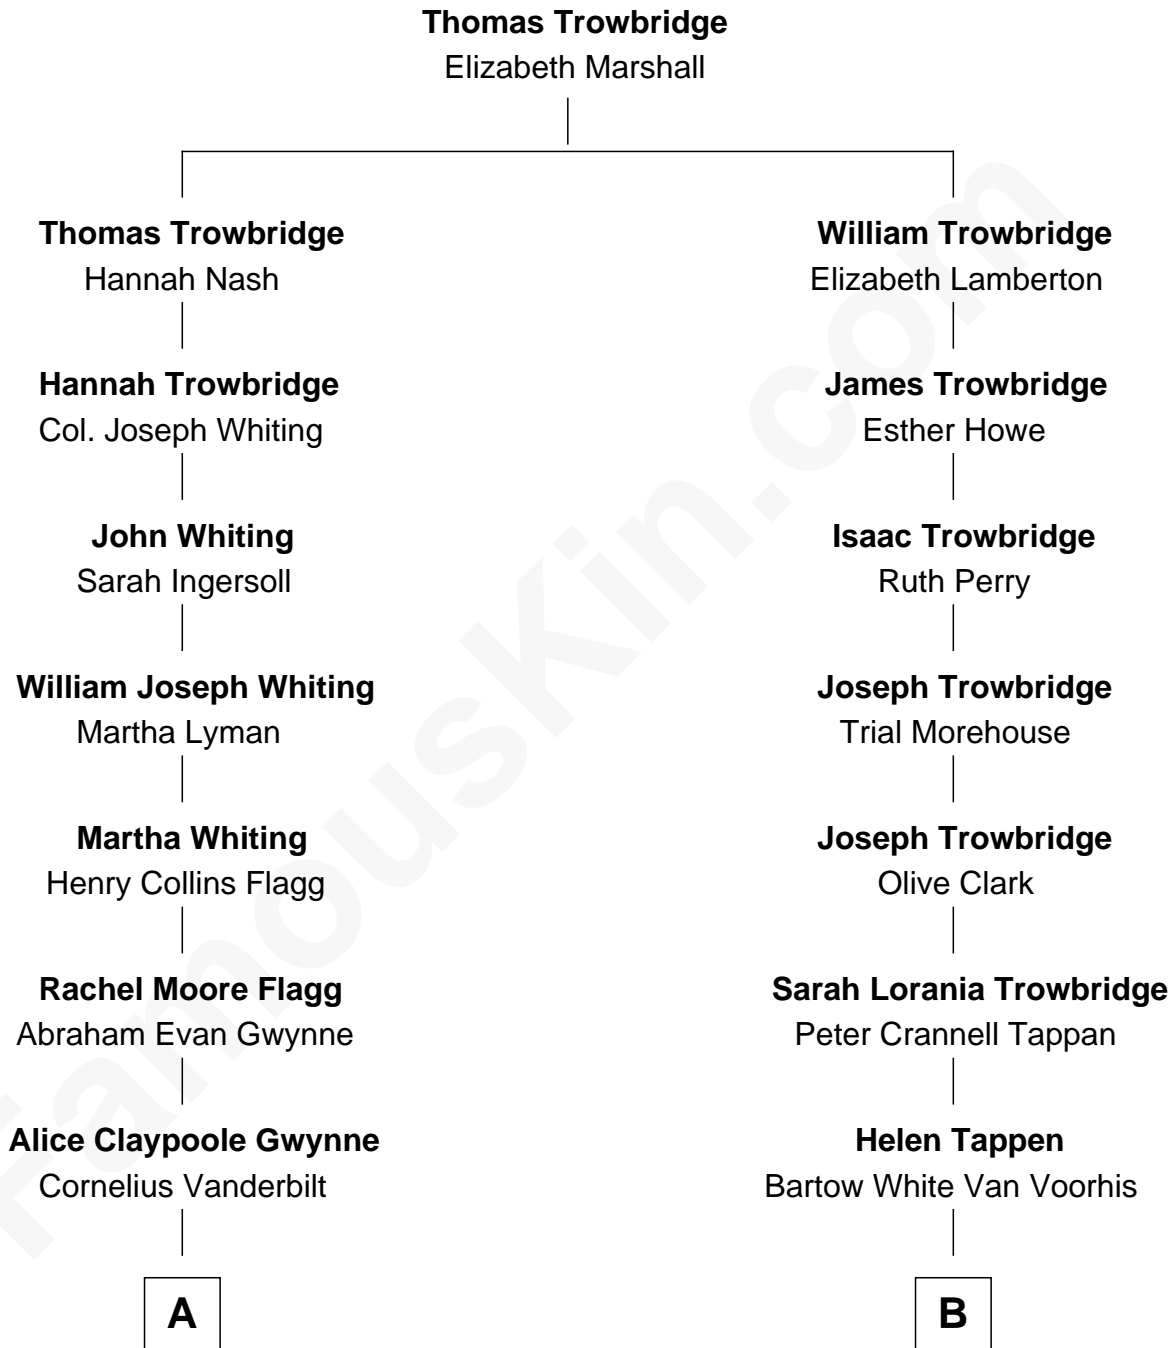 Thomas Trowbridge
Elizabeth Marshall
Thomas Trowbridge
Hannah Nash
William Trowbridge
Elizabeth Lamberton
Hannah Trowbridge
Col. Joseph Whiting
James Trowbridge
Esther Howe
John Whiting
Sarah Ingersoll
Isaac Trowbridge
Ruth Perry
William Joseph Whiting
Martha Lyman
Joseph Trowbridge
Trial Morehouse
Martha Whiting
Henry Collins Flagg
Joseph Trowbridge
Olive Clark
Rachel Moore Flagg
Abraham Evan Gwynne
Sarah Lorania Trowbridge
Peter Crannell Tappan
Alice Claypoole Gwynne
Cornelius Vanderbilt
Helen Tappen
Bartow White Van Voorhis
A
B
FamousKin.com